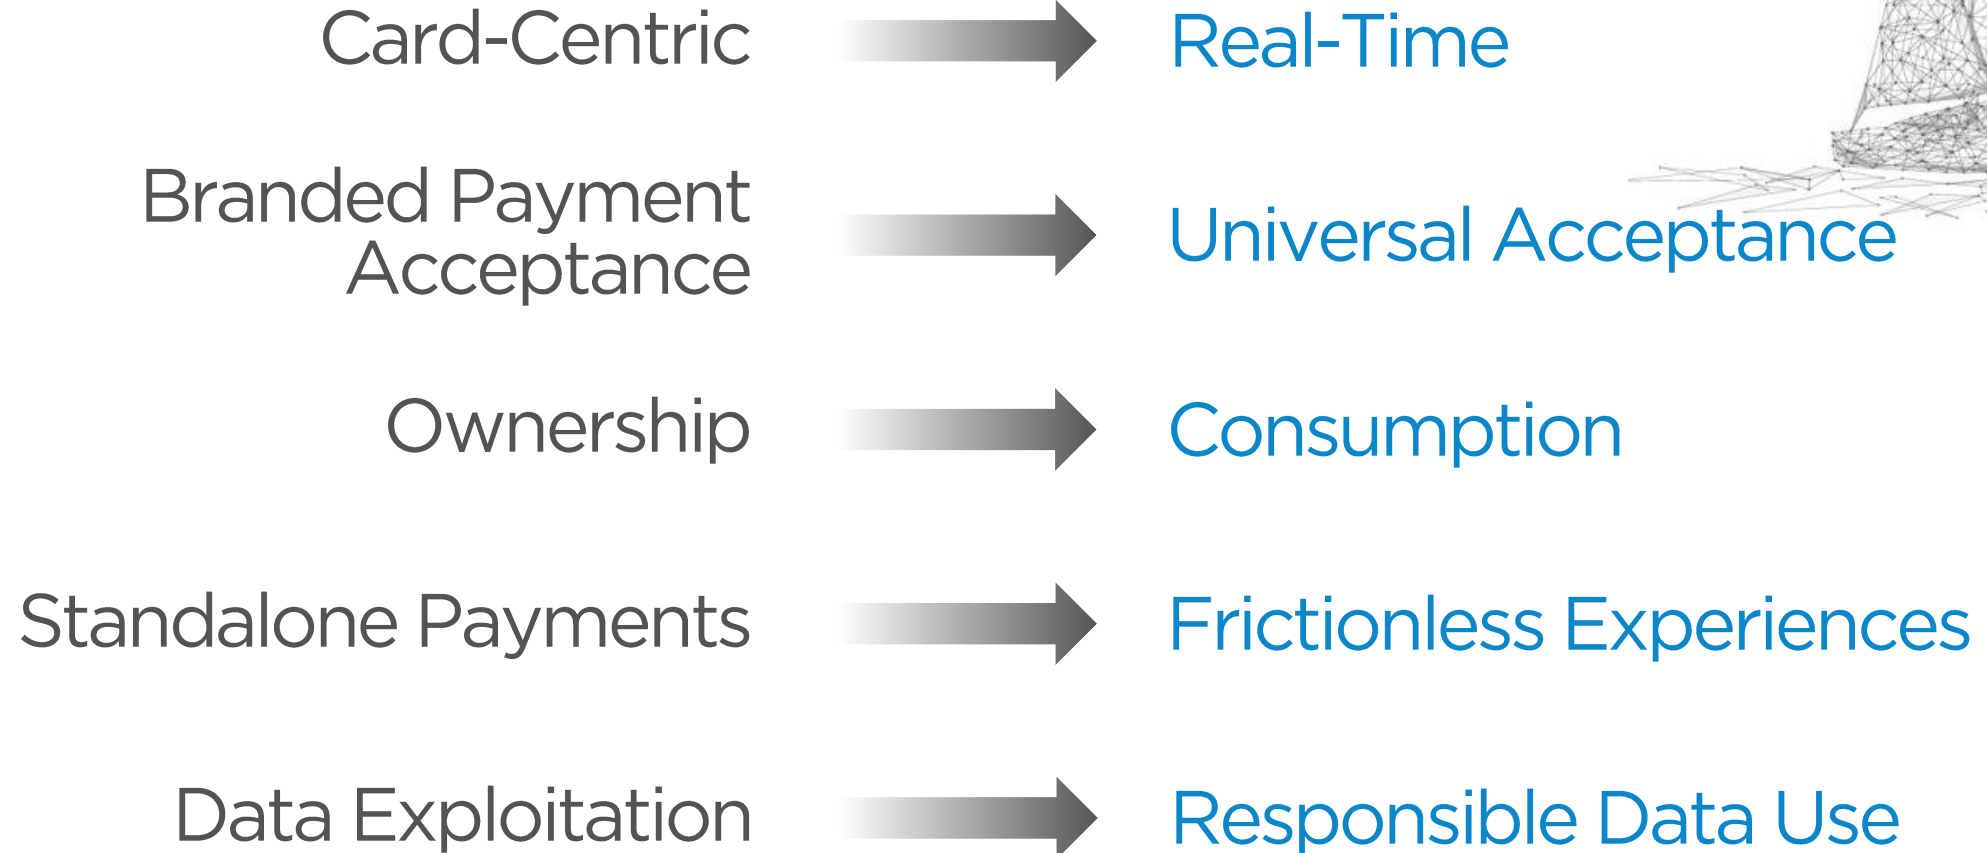 Card-Centric
Real-Time
Branded Payment
Acceptance
Universal Acceptance
Ownership
Consumption
Standalone Payments
Frictionless Experiences
Data Exploitation
Responsible Data Use